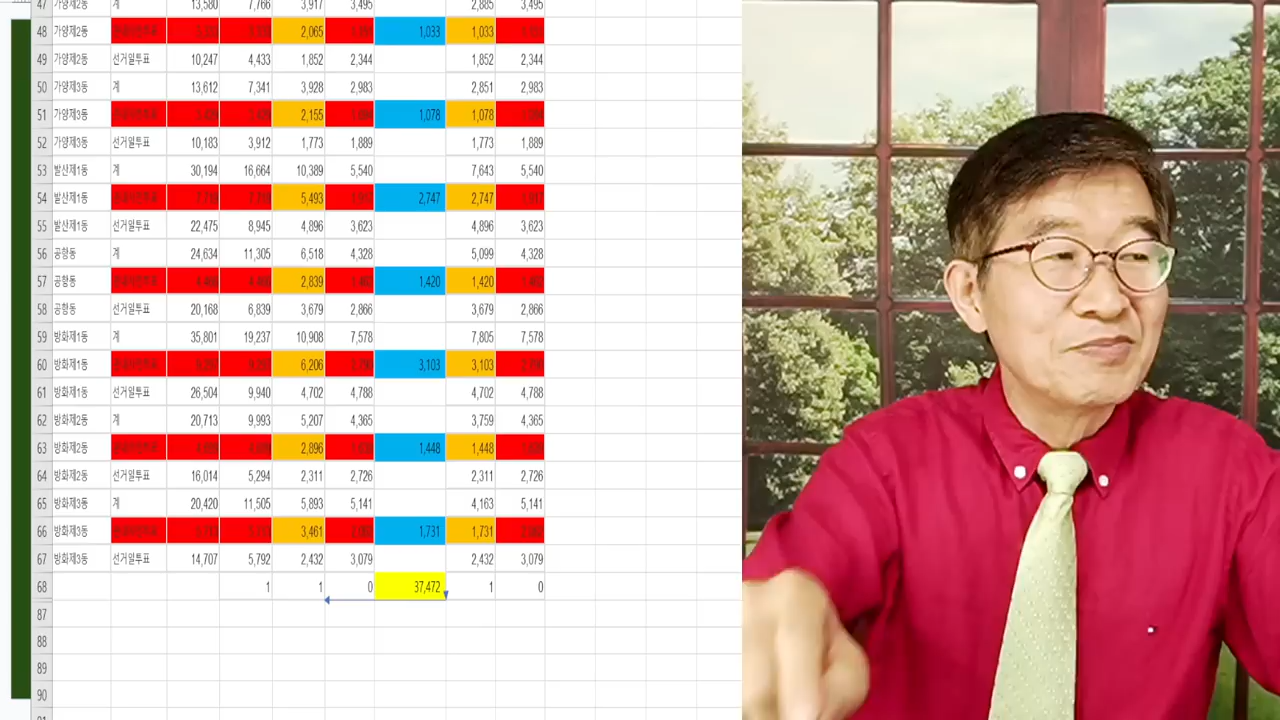 47 가양제2동 계 13,580 7,766 3,917 3,495 2,885 3,495
48 가양제2동 2,065 1,033 1,033
49 가양제2동 선거일투표 10,247 4,433 1,852 2,344 1,852 2,344
50 가양제3동 계 13,612 7,341 3,928 2,983 2,851 2,983
51 가양제3동 2,155 1,078 1,078
52 가양제3동 선거일투표 10,183 3,912 1,773 1,889 1,773 1,889
53 발산제1동 계 30,194 16,664 10,389 5,540 7,643 5,540
54 발산제1동 5,493 2,747 2,747
55 발산제1동 선거일투표 22,475 8,945 4,896 3,623 4,896 3,623
56 공항동 계 24,634 11,305 6,518 4,328 5,099 4,328
57 공항동 2,839 1,420 1,420
58 공항동 선거일투표 20,168 6,839 3,679 2,866 3,679 2,866
59 방화제1동 계 35,801 19,237 10,908 7,578 7,805 7,578
60 방화제1동 6,206 3,103 3,103
61 방화제1동 선거일투표 26,504 9,940 4,702 4,788 4,702 4,788
62 방화제2동 계 20,713 9,993 5,207 4,365 3,759 4,365
63 방화제2동 2,896 1,448 1,448
64 방화제2동 선거일투표 16,014 5,294 2,311 2,726 2,311 2,726
65 방화제3동 계 20,420 11,505 5,893 5,141 4,163 5,141
66 방화제3동 3,461 1,731 1,731
67 방화제3동 선거일투표 14,707 5,792 2,432 3,079 2,432 3,079
68 1 1 0 37,472 1 0
87
88
89
90